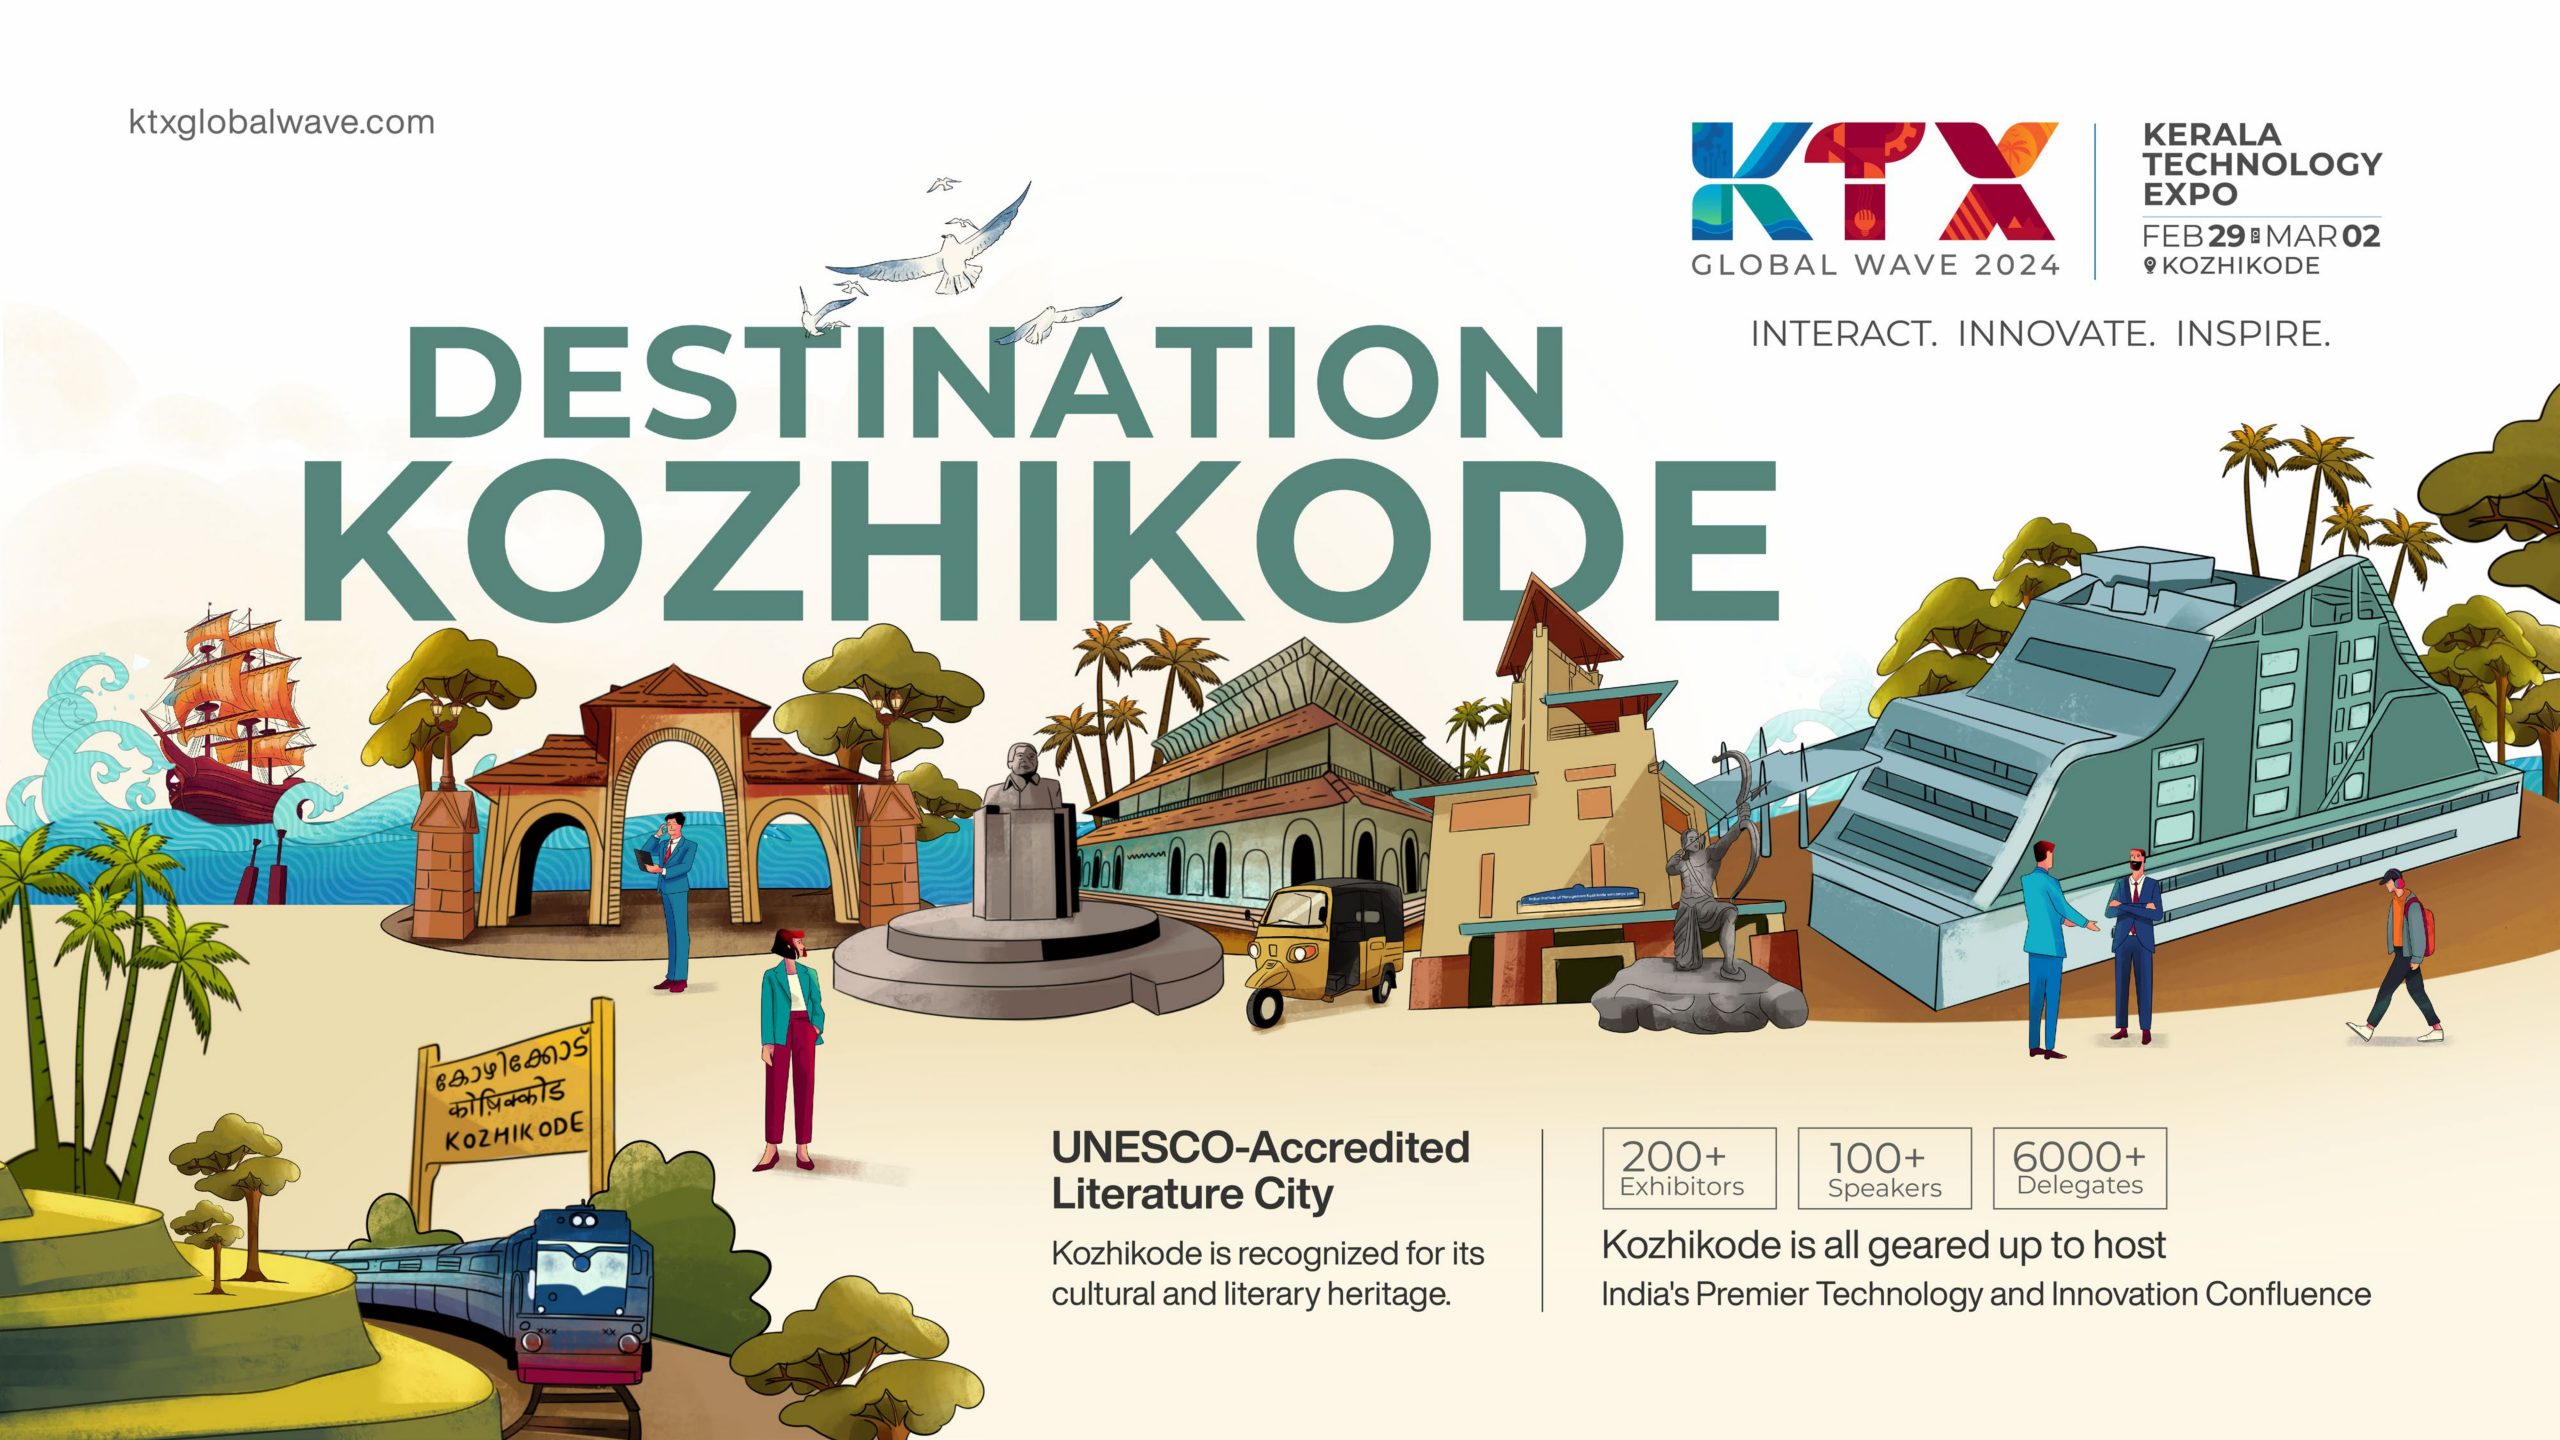 ktxglobalwave.com
KTX
GLOBAL WAVE 2024
KERALA
TECHNOLOGY
EXPO
FEB 29 TO MAR 02
KOZHIKODE
INTERACT. INNOVATE. INSPIRE.
DESTINATION
KOZHIKODE
കോഴിക്കോട്
कोष़िक्कोड
KOZHIKODE
UNESCO-Accredited
Literature City
Kozhikode is recognized for its
cultural and literary heritage.
200+
Exhibitors
100+
Speakers
6000+
Delegates
Kozhikode is all geared up to host
India's Premier Technology and Innovation Confluence